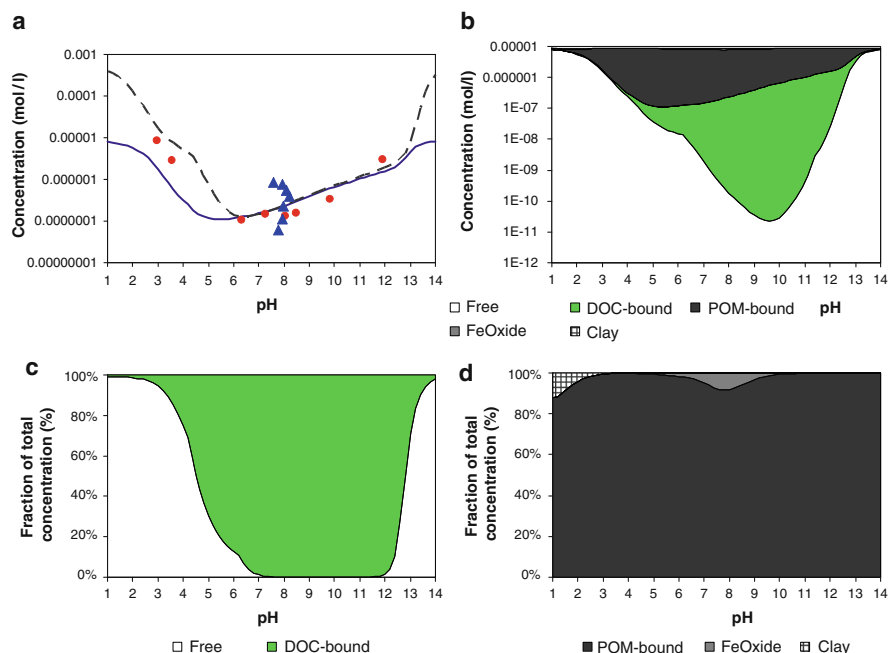 a
Concentration (mol/l)
0.001
0.0001
0.00001
0.000001
0.0000001
0.00000001
1 2 3 4 5 6 7 8 9 10 11 12 13 14
pH
b
Concentration (mol/l)
0.00001
0.000001
1E-07
1E-08
1E-09
1E-10
1E-11
1E-12
1 2 3 4 5 6 7 8 9 10 11 12 13 14
Free DOC-bound POM-bound pH
FeOxide Clay
c
Fraction of total
concentration (%)
100%
80%
60%
40%
20%
0%
1 2 3 4 5 6 7 8 9 10 11 12 13 14
pH
Free DOC-bound
d
Fraction of total
concentration (%)
100%
80%
60%
40%
20%
0%
1 2 3 4 5 6 7 8 9 10 11 12 13 14
pH
POM-bound FeOxide Clay